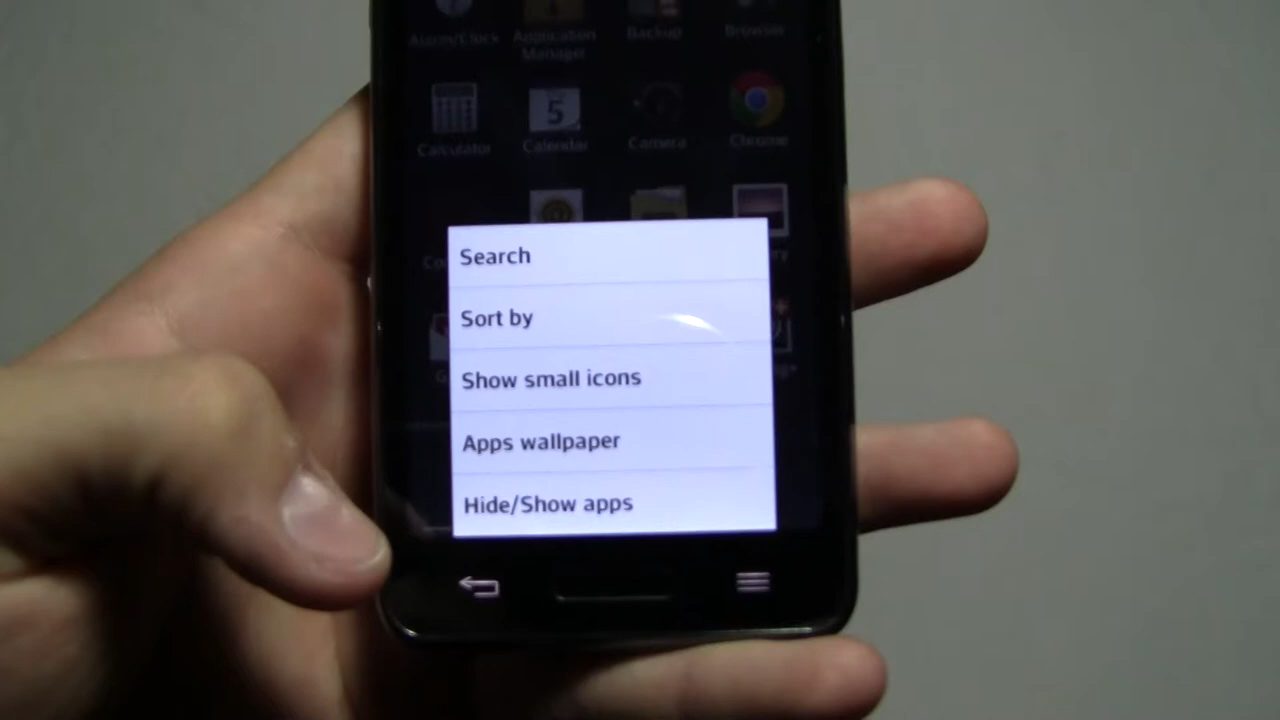 Alarm/Clock Application Manager Backup Browser
5
Calculator Calendar Camera Chrome
Search
Sort by
Show small icons
Apps wallpaper
Hide/Show apps